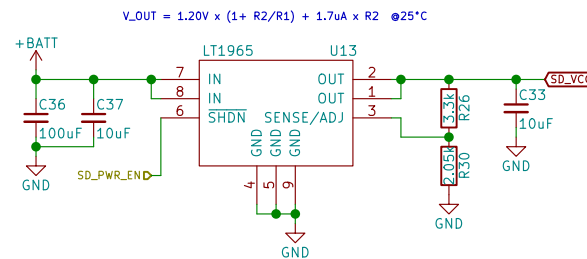 V_OUT = 1.20V x (1+ R2/R1) + 1.7uA x R2 @25°C
+BATT
LT1965 U13
7 IN OUT 2
8 IN OUT 1
6 SHDN SENSE/ADJ 3
GND GND GND
4 5 9
C36
100uF
C37
10uF
GND
SD_PWR_EN
GND
3.3k R26
2.05k R30
GND
C33
10uF
GND
SD_VCC